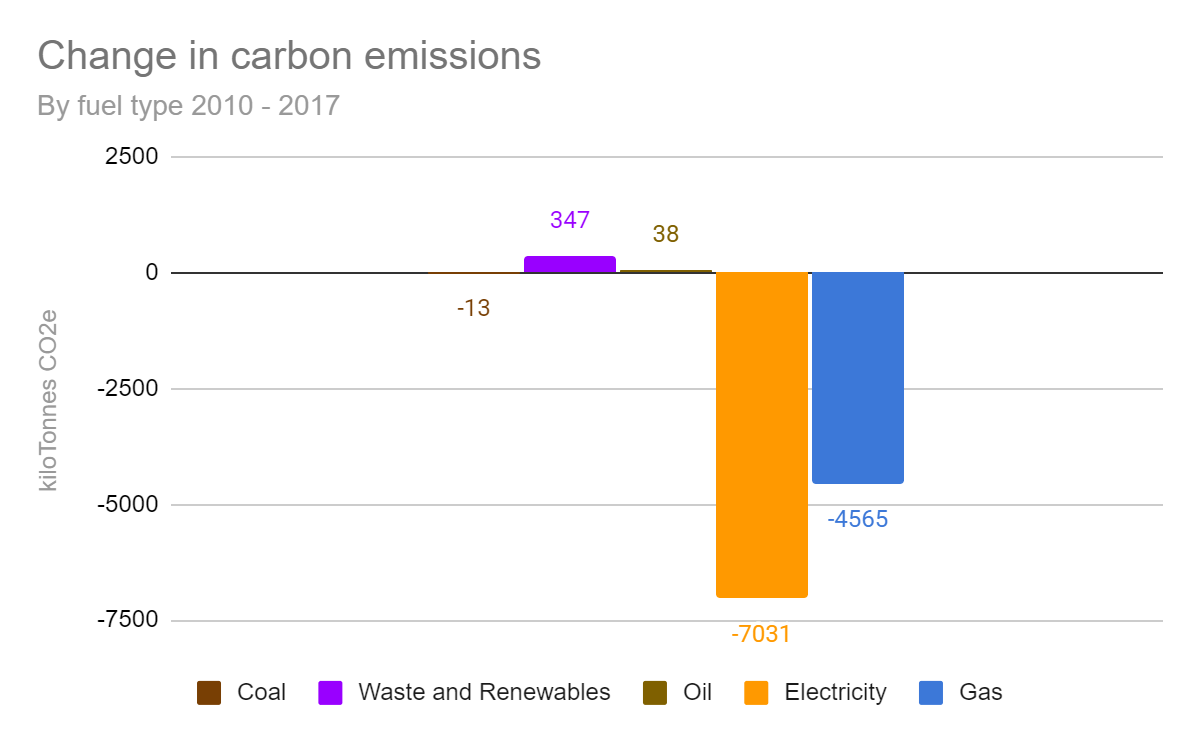 Change in carbon emissions
By fuel type 2010 - 2017
kiloTonnes CO2e
2500
0
-2500
-5000
-7500
347
38
-13
-4565
-7031
Coal Waste and Renewables Oil Electricity Gas